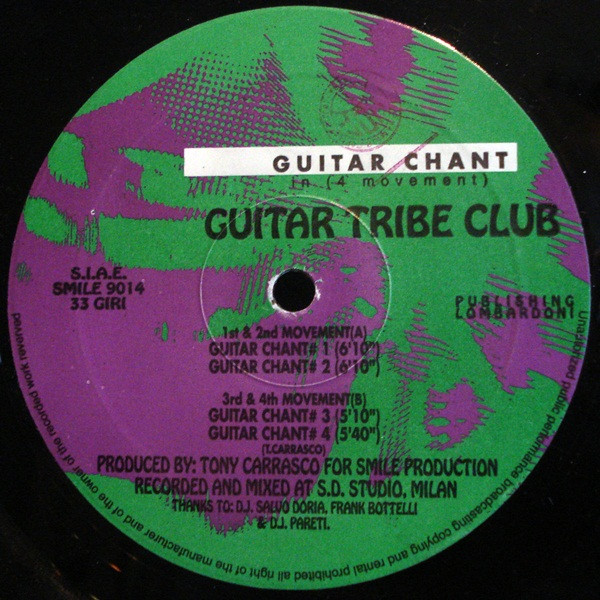 GUITAR CHANT
in (4 movement)
GUITAR TRIBE CLUB
S.I.A.E.
SMILE 9014
33 GIRI
PUBLISHING
LOMBARDONI
1st & 2nd MOVEMENT(A)
GUITAR CHANT# 1 (6'10")
GUITAR CHANT# 2 (6'10")
3rd & 4th MOVEMENT(B)
GUITAR CHANT# 3 (5'10")
GUITAR CHANT# 4 (5'40")
(T.CARRASCO)
PRODUCED BY: TONY CARRASCO FOR SMILE PRODUCTION
RECORDED AND MIXED AT S.D. STUDIO, MILAN
THANKS TO: D.J. SALVO DORIA, FRANK BOTTELLI
& D.J. PARETI.
Unauthorized public performance broadcasting copying and rental prohibited all right of the manufacturer and of the owner of the recorded work reverved